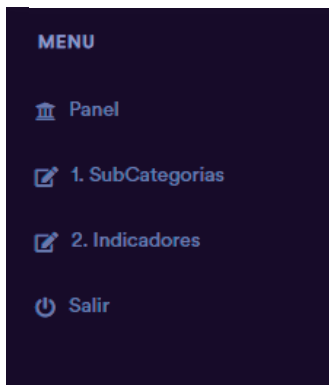 MENU
Panel
1. SubCategorias
2. Indicadores
Salir